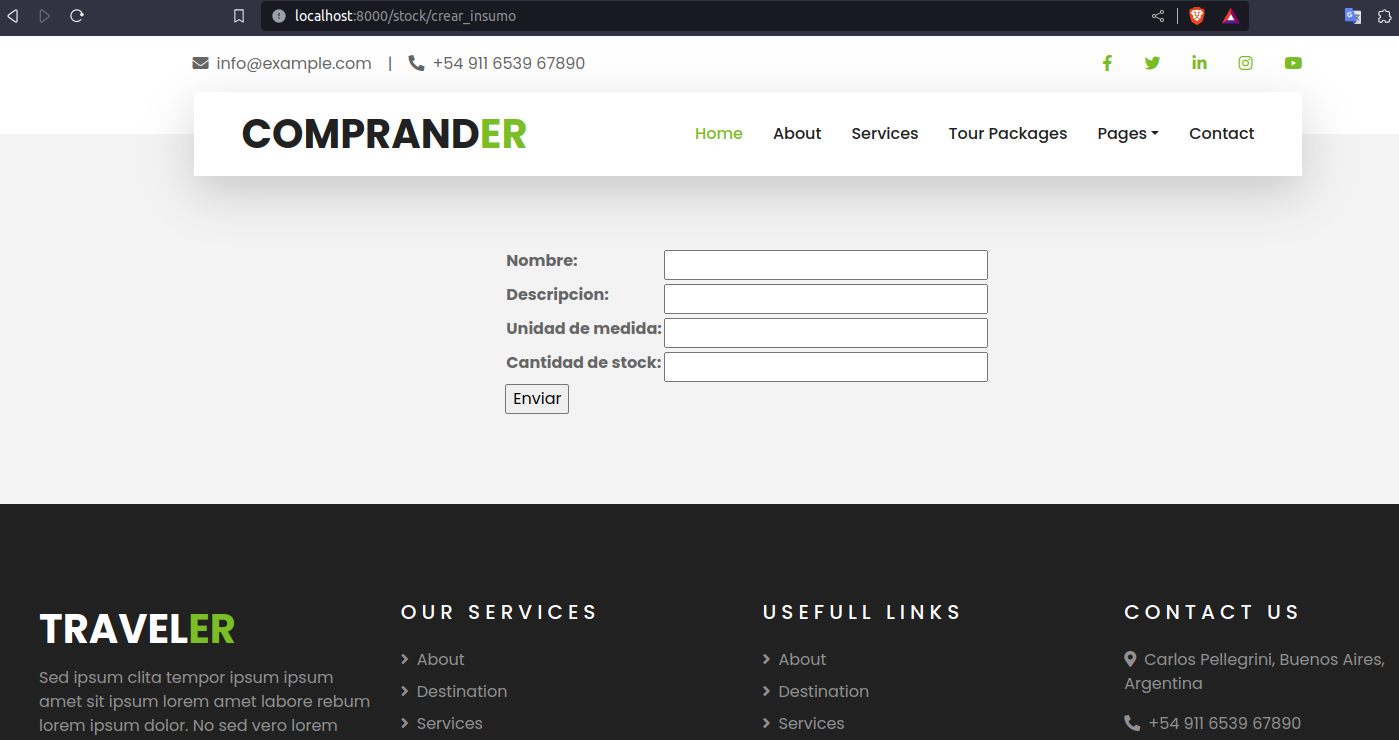 localhost:8000/stock/crear_insumo
info@example.com | +54 911 6539 67890
COMPRANDER
Home About Services Tour Packages Pages Contact
Nombre:
Descripcion:
Unidad de medida:
Cantidad de stock:
Enviar
TRAVELER
Sed ipsum clita tempor ipsum ipsum
amet sit ipsum lorem amet labore rebum
lorem ipsum dolor. No sed vero lorem
OUR SERVICES
About
Destination
Services
USEFULL LINKS
About
Destination
Services
CONTACT US
Carlos Pellegrini, Buenos Aires,
Argentina
+54 911 6539 67890